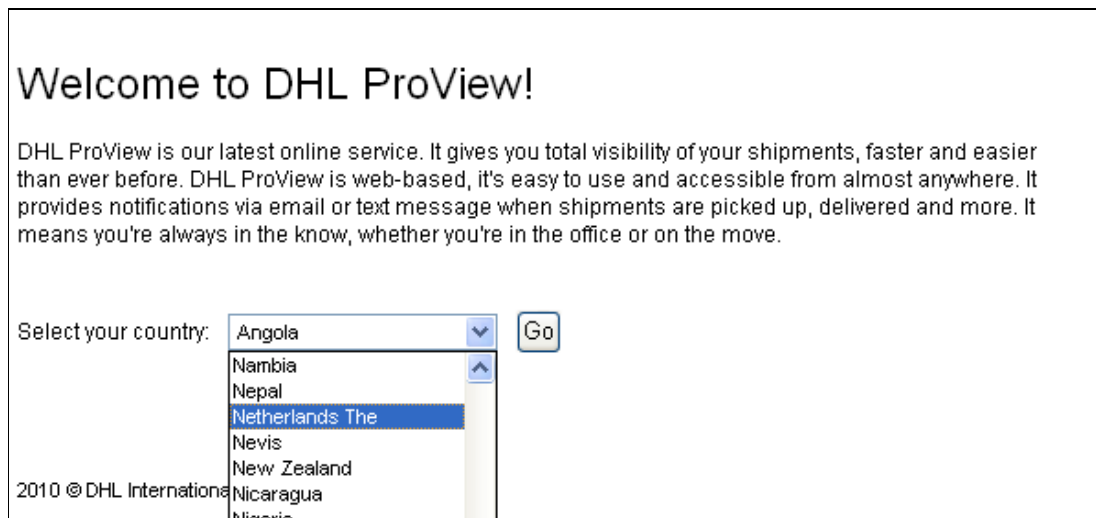 Welcome to DHL ProView!
DHL ProView is our latest online service. It gives you total visibility of your shipments, faster and easier
than ever before. DHL ProView is web-based, it's easy to use and accessible from almost anywhere. It
provides notifications via email or text message when shipments are picked up, delivered and more. It
means you're always in the know, whether you're in the office or on the move.
Select your country: Angola Go
Nambia
Nepal
Netherlands The
Nevis
New Zealand
2010 © DHL Internationa
Nicaragua
Nigeria